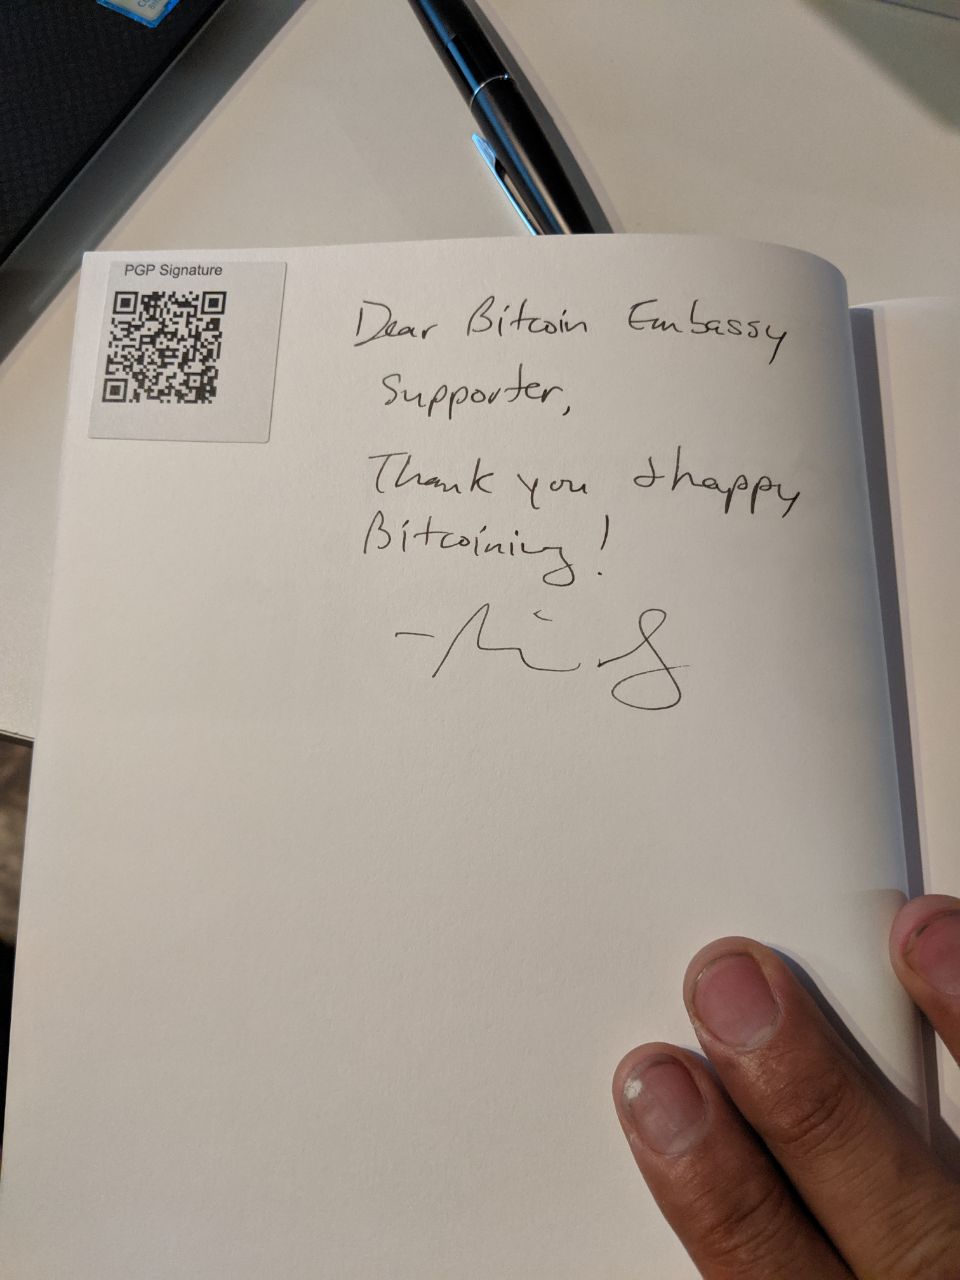 PGP Signature
Dear Bitcoin Embassy
Supporter,
Thank you & happy
Bitcoining!